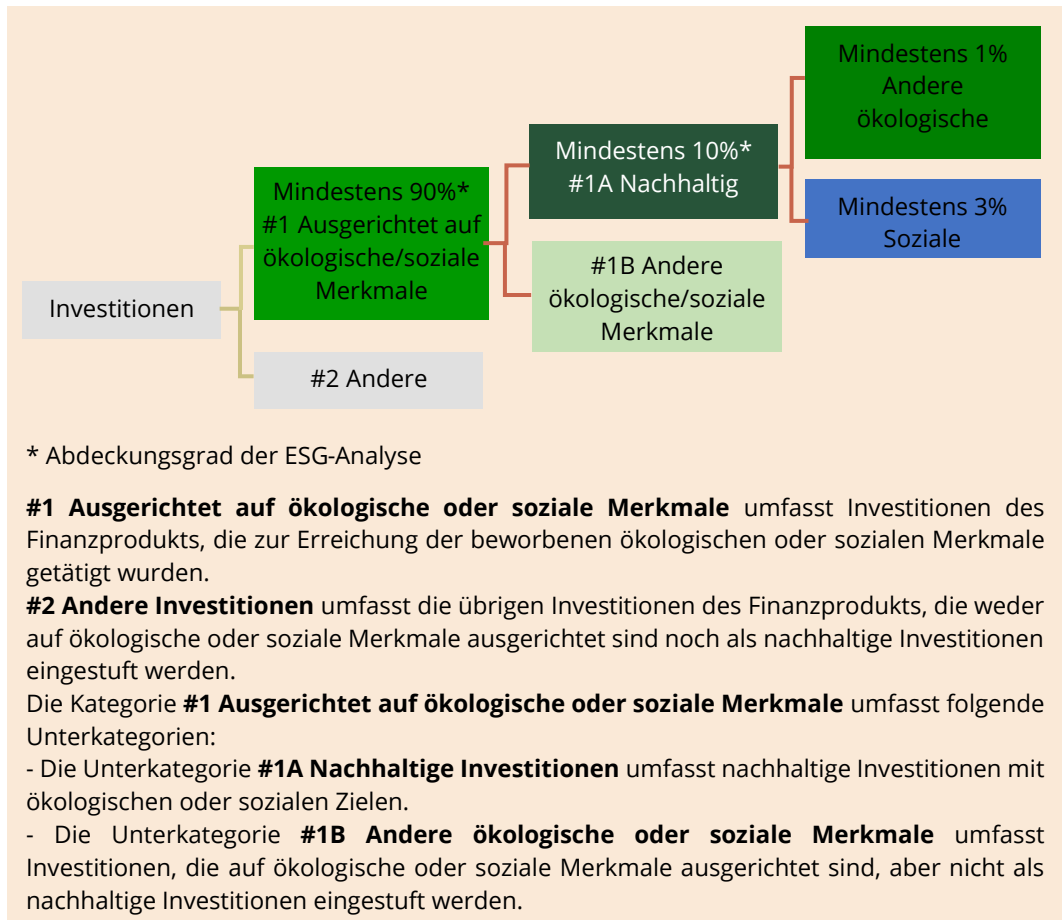 Mindestens 1%
Andere
ökologische
Mindestens 10%*
#1A Nachhaltig
Mindestens 90%*
#1 Ausgerichtet auf
ökologische/soziale
Merkmale
Mindestens 3%
Soziale
#1B Andere
ökologische/soziale
Merkmale
Investitionen
#2 Andere
* Abdeckungsgrad der ESG-Analyse
#1 Ausgerichtet auf ökologische oder soziale Merkmale umfasst Investitionen des
Finanzprodukts, die zur Erreichung der beworbenen ökologischen oder sozialen Merkmale
getätigt wurden.
#2 Andere Investitionen umfasst die übrigen Investitionen des Finanzprodukts, die weder
auf ökologische oder soziale Merkmale ausgerichtet sind noch als nachhaltige Investitionen
eingestuft werden.
Die Kategorie #1 Ausgerichtet auf ökologische oder soziale Merkmale umfasst folgende
Unterkategorien:
- Die Unterkategorie #1A Nachhaltige Investitionen umfasst nachhaltige Investitionen mit
ökologischen oder sozialen Zielen.
- Die Unterkategorie #1B Andere ökologische oder soziale Merkmale umfasst
Investitionen, die auf ökologische oder soziale Merkmale ausgerichtet sind, aber nicht als
nachhaltige Investitionen eingestuft werden.